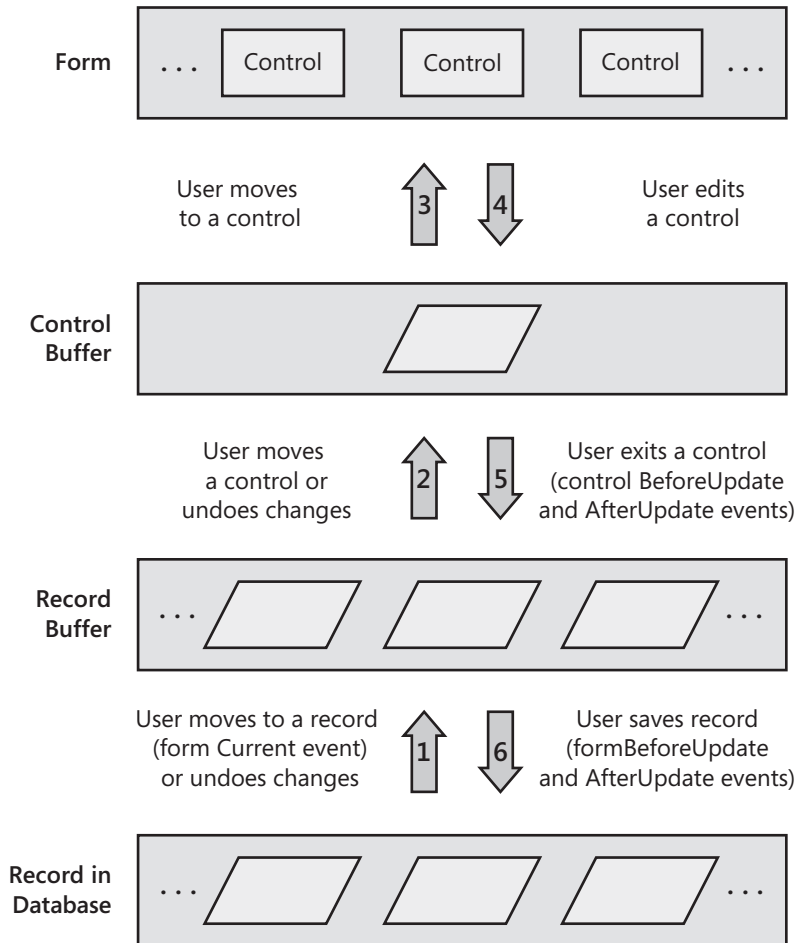 Form
. . . Control Control Control . . .
User moves
to a control
3
4
User edits
a control
Control
Buffer
User moves
a control or
undoes changes
2
5
User exits a control
(control BeforeUpdate
and AfterUpdate events)
Record
Buffer
. . . . . .
User moves to a record
(form Current event)
or undoes changes
1
6
User saves record
(formBeforeUpdate
and AfterUpdate events)
Record in
Database
. . . . . .